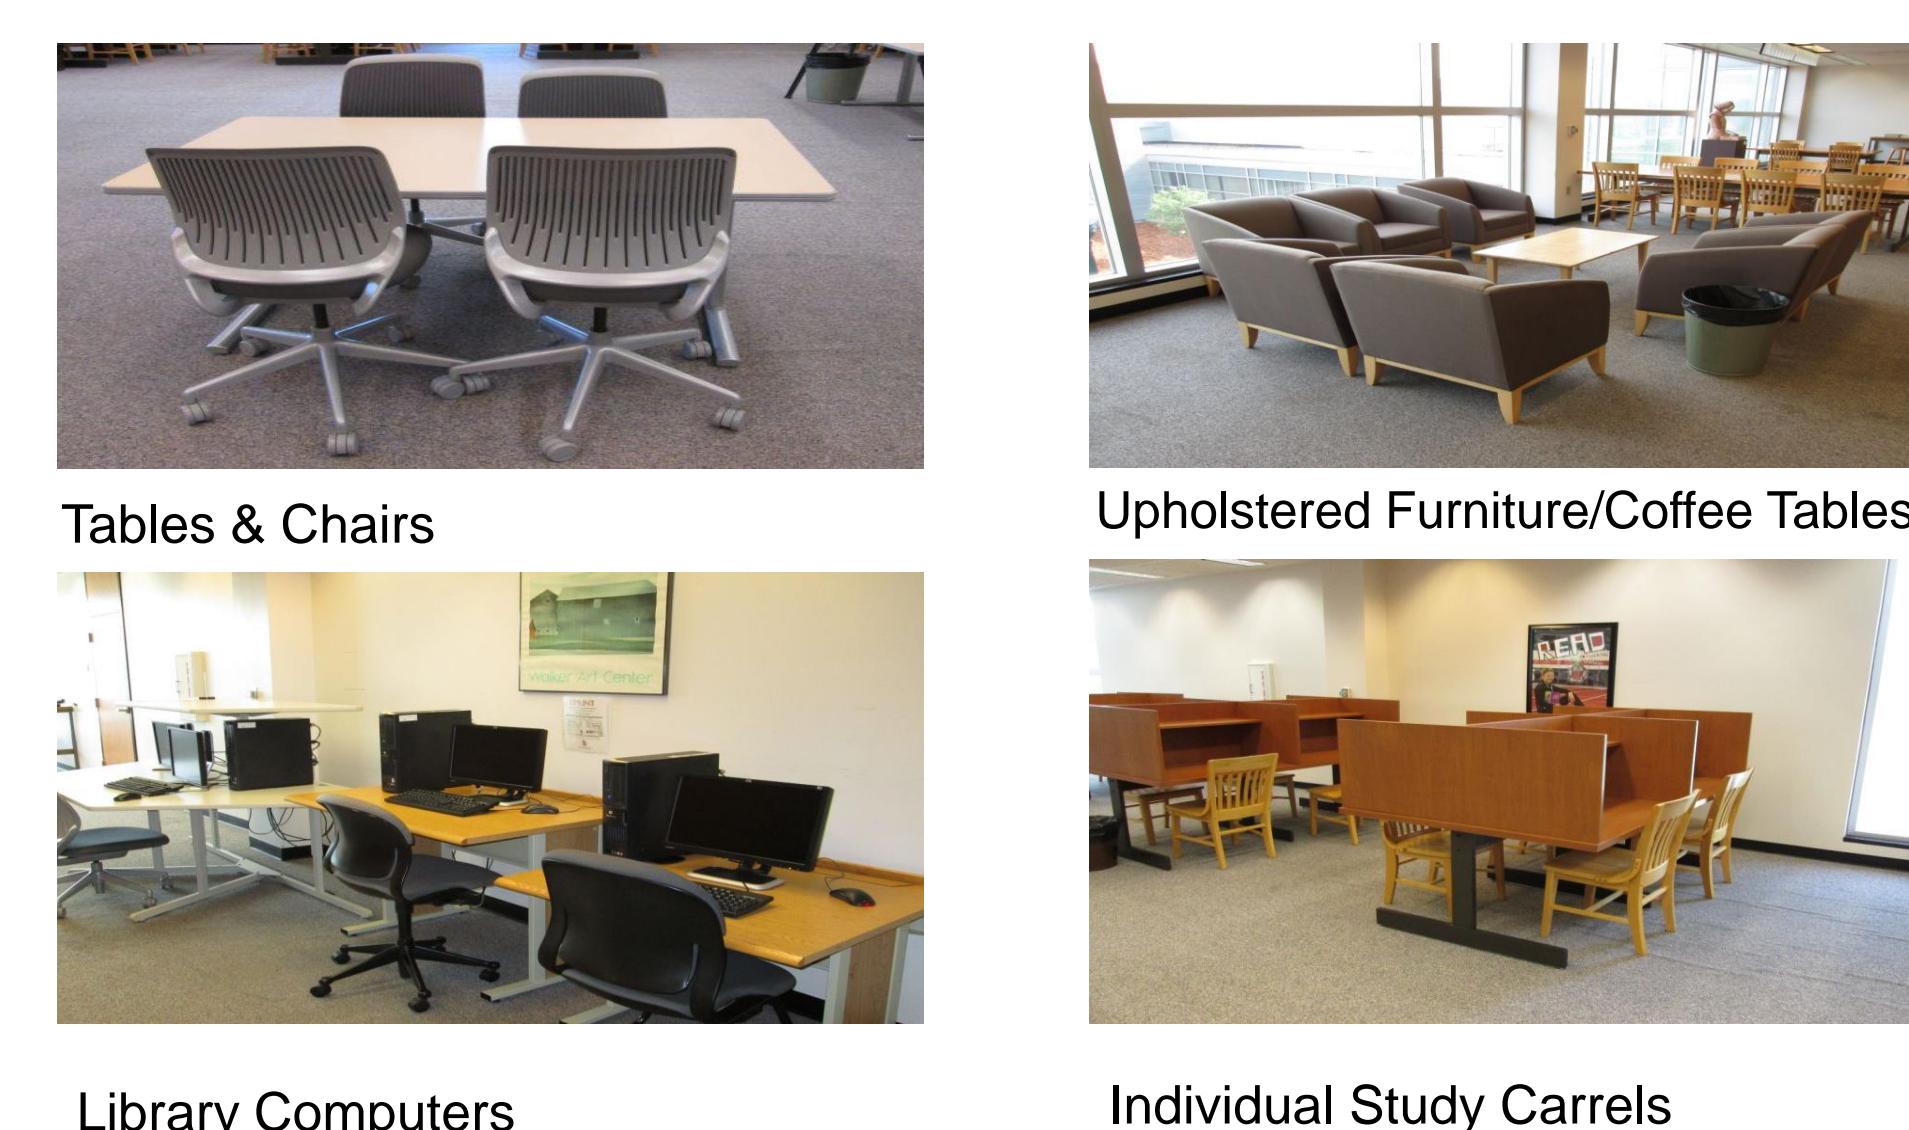 Tables & Chairs
Upholstered Furniture/Coffee Tables
Walker Art Center
READ
Library Computers
Individual Study Carrels